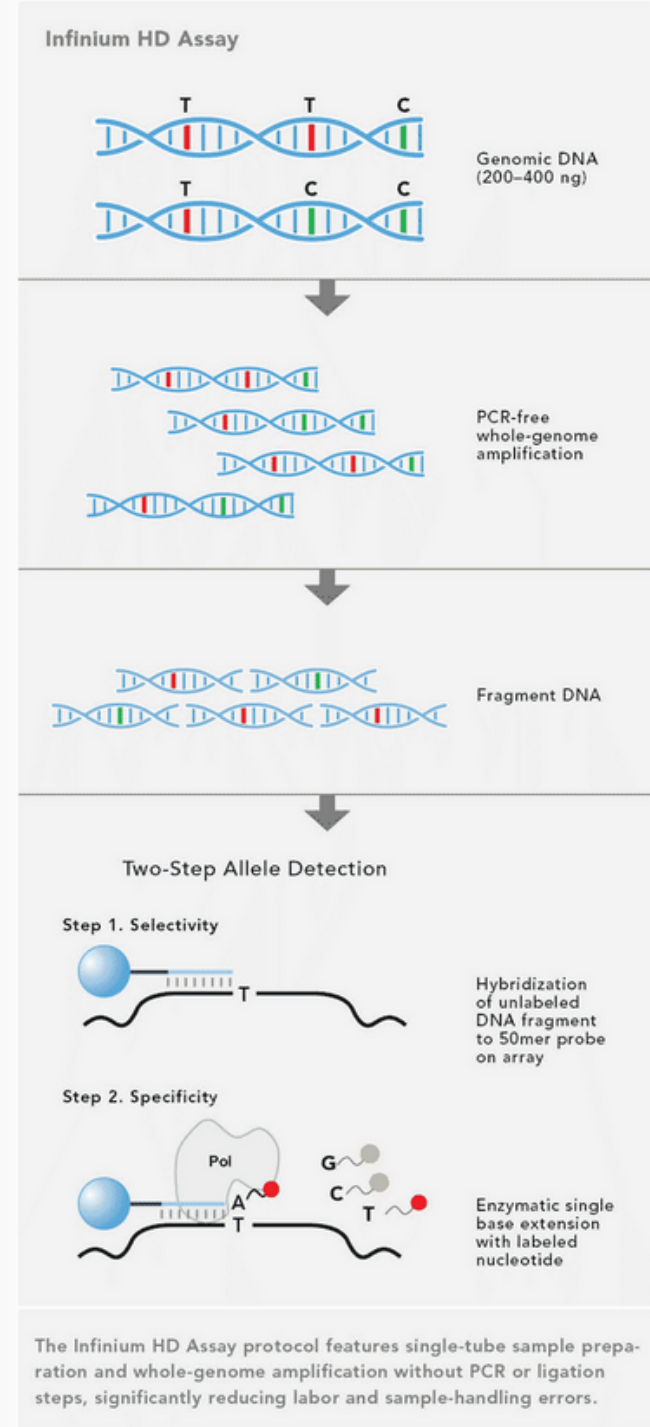 Infinium HD Assay
T T C
Genomic DNA
(200–400 ng)
T C C
PCR-free
whole-genome
amplification
Fragment DNA
Two-Step Allele Detection
Step 1. Selectivity
T
Hybridization
of unlabeled
DNA fragment
to 50mer probe
on array
Step 2. Specificity
Pol
G
C
A
T
T
Enzymatic single
base extension
with labeled
nucleotide
The Infinium HD Assay protocol features single-tube sample prepa-
ration and whole-genome amplification without PCR or ligation
steps, significantly reducing labor and sample-handling errors.